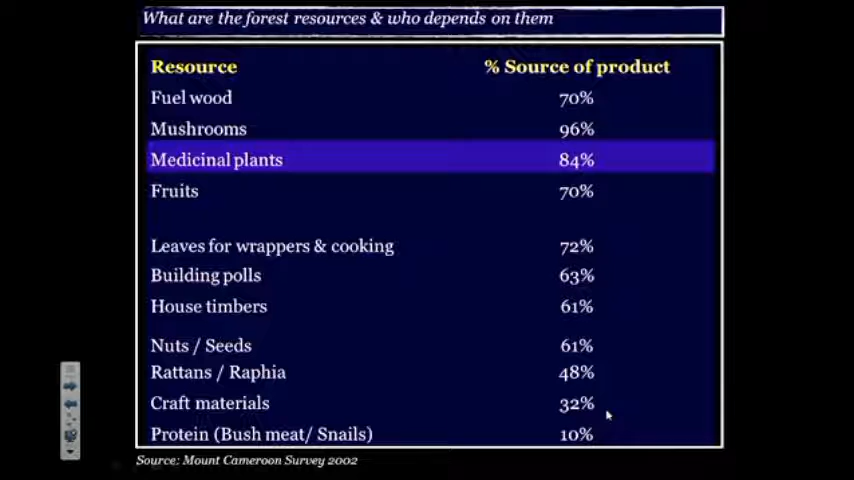 What are the forest resources & who depends on them
Resource % Source of product
Fuel wood 70%
Mushrooms 96%
Medicinal plants 84%
Fruits 70%
Leaves for wrappers & cooking 72%
Building polls 63%
House timbers 61%
Nuts / Seeds 61%
Rattans / Raphia 48%
Craft materials 32%
Protein (Bush meat/ Snails) 10%
Source: Mount Cameroon Survey 2002